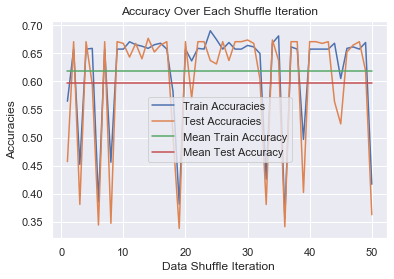 Accuracy Over Each Shuffle Iteration
0.70
0.65
0.60
0.55
0.50
0.45
0.40
0.35
Accuracies
Train Accuracies
Test Accuracies
Mean Train Accuracy
Mean Test Accuracy
0 10 20 30 40 50
Data Shuffle Iteration